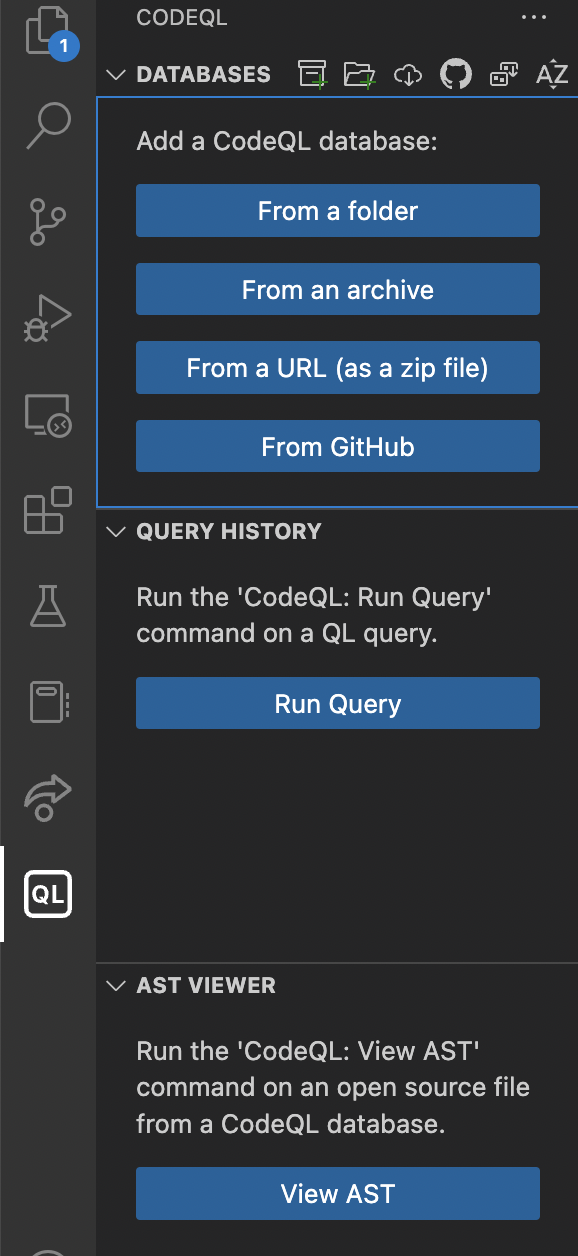 CODEQL
1
DATABASES
AZ
Add a CodeQL database:
From a folder
From an archive
From a URL (as a zip file)
From GitHub
QUERY HISTORY
Run the 'CodeQL: Run Query'
command on a QL query.
Run Query
QL
AST VIEWER
Run the 'CodeQL: View AST'
command on an open source file
from a CodeQL database.
View AST